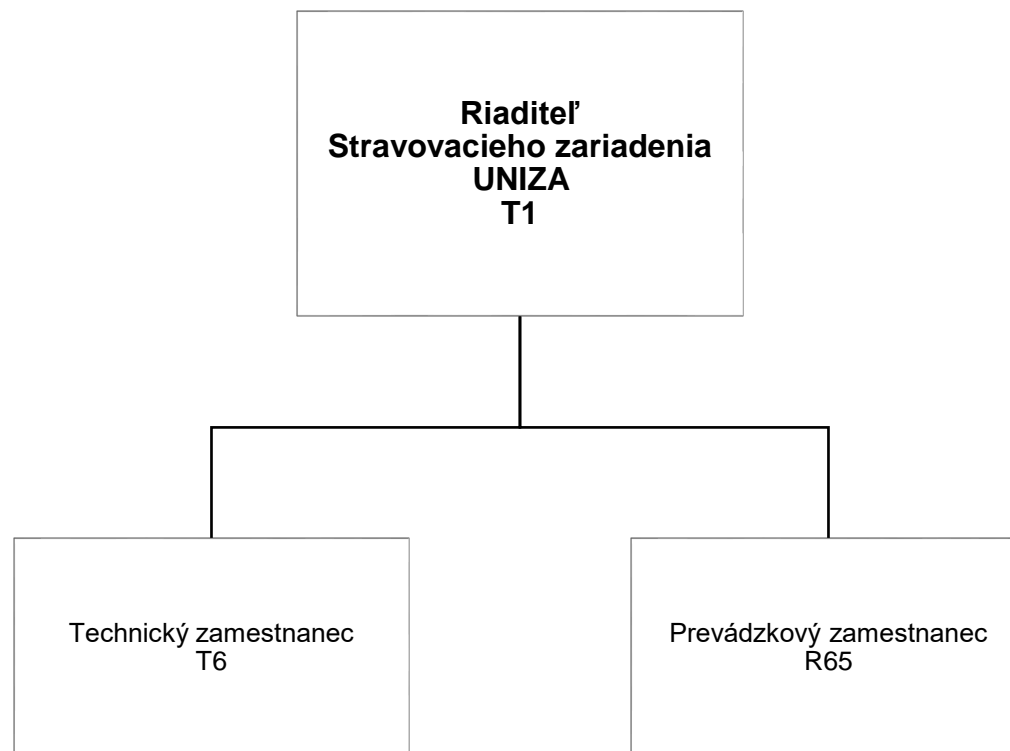 Riaditeľ
Stravovacieho zariadenia
UNIZA
T1
Technický zamestnanec
T6
Prevádzkový zamestnanec
R65